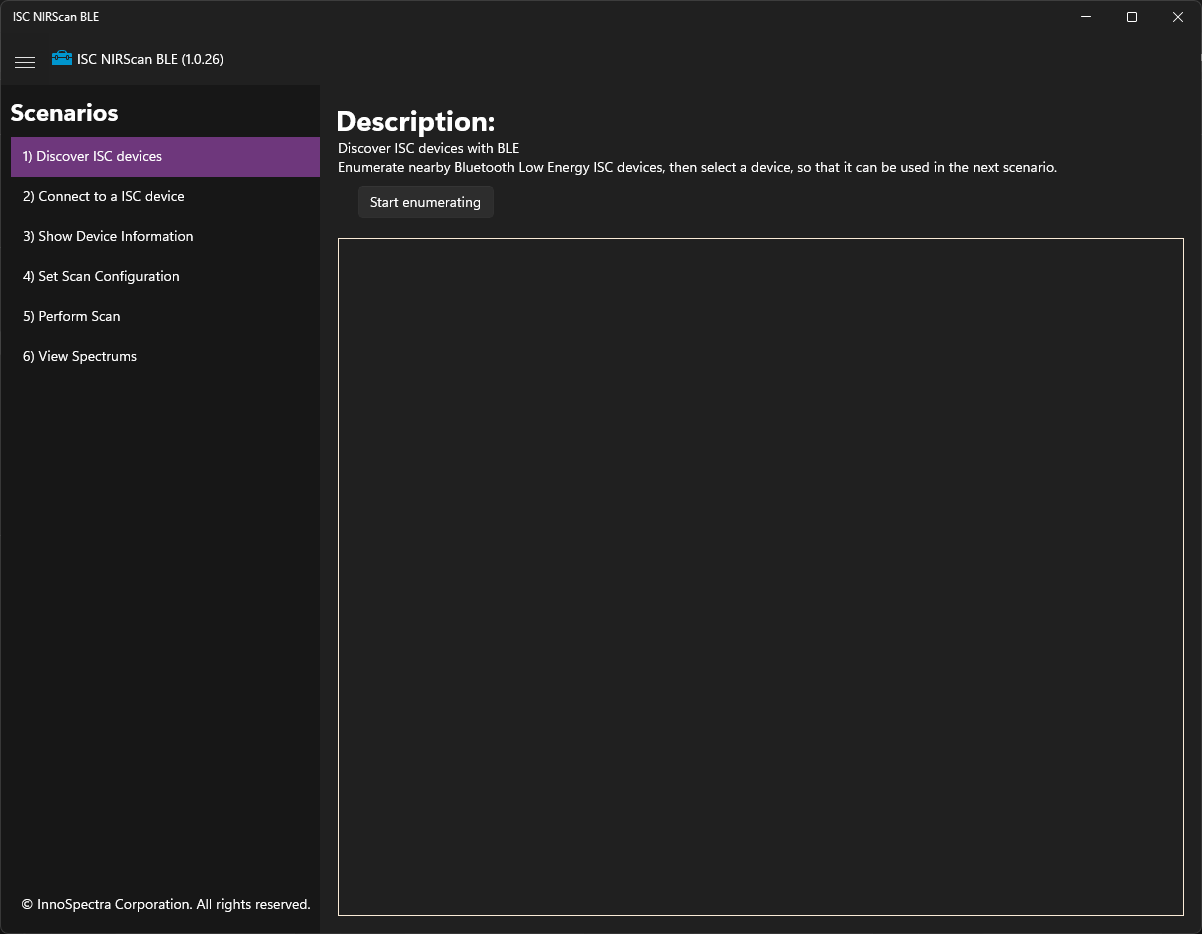 ISC NIRScan BLE
ISC NIRScan BLE (1.0.26)
Scenarios
1) Discover ISC devices
2) Connect to a ISC device
3) Show Device Information
4) Set Scan Configuration
5) Perform Scan
6) View Spectrums
© InnoSpectra Corporation. All rights reserved.
Description:
Discover ISC devices with BLE
Enumerate nearby Bluetooth Low Energy ISC devices, then select a device, so that it can be used in the next scenario.
Start enumerating